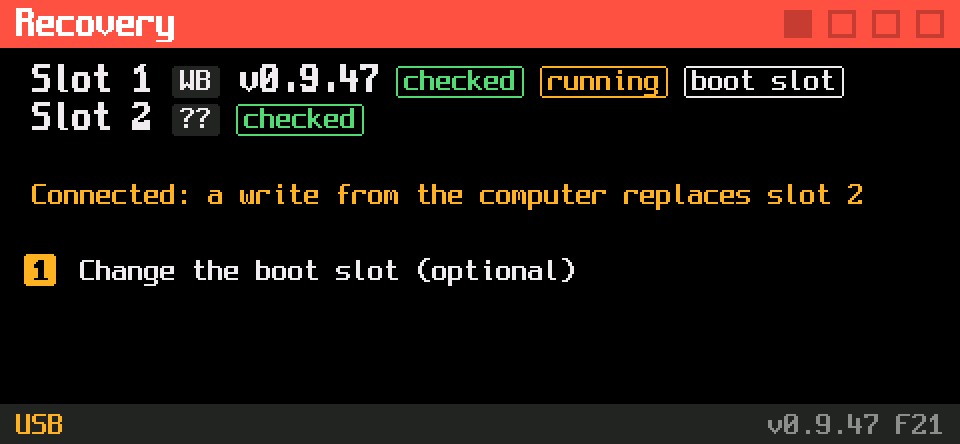 Recovery
Slot 1 WB v0.9.47 checked running boot slot
Slot 2 ?? checked
Connected: a write from the computer replaces slot 2
1 Change the boot slot (optional)
USB v0.9.47 F21